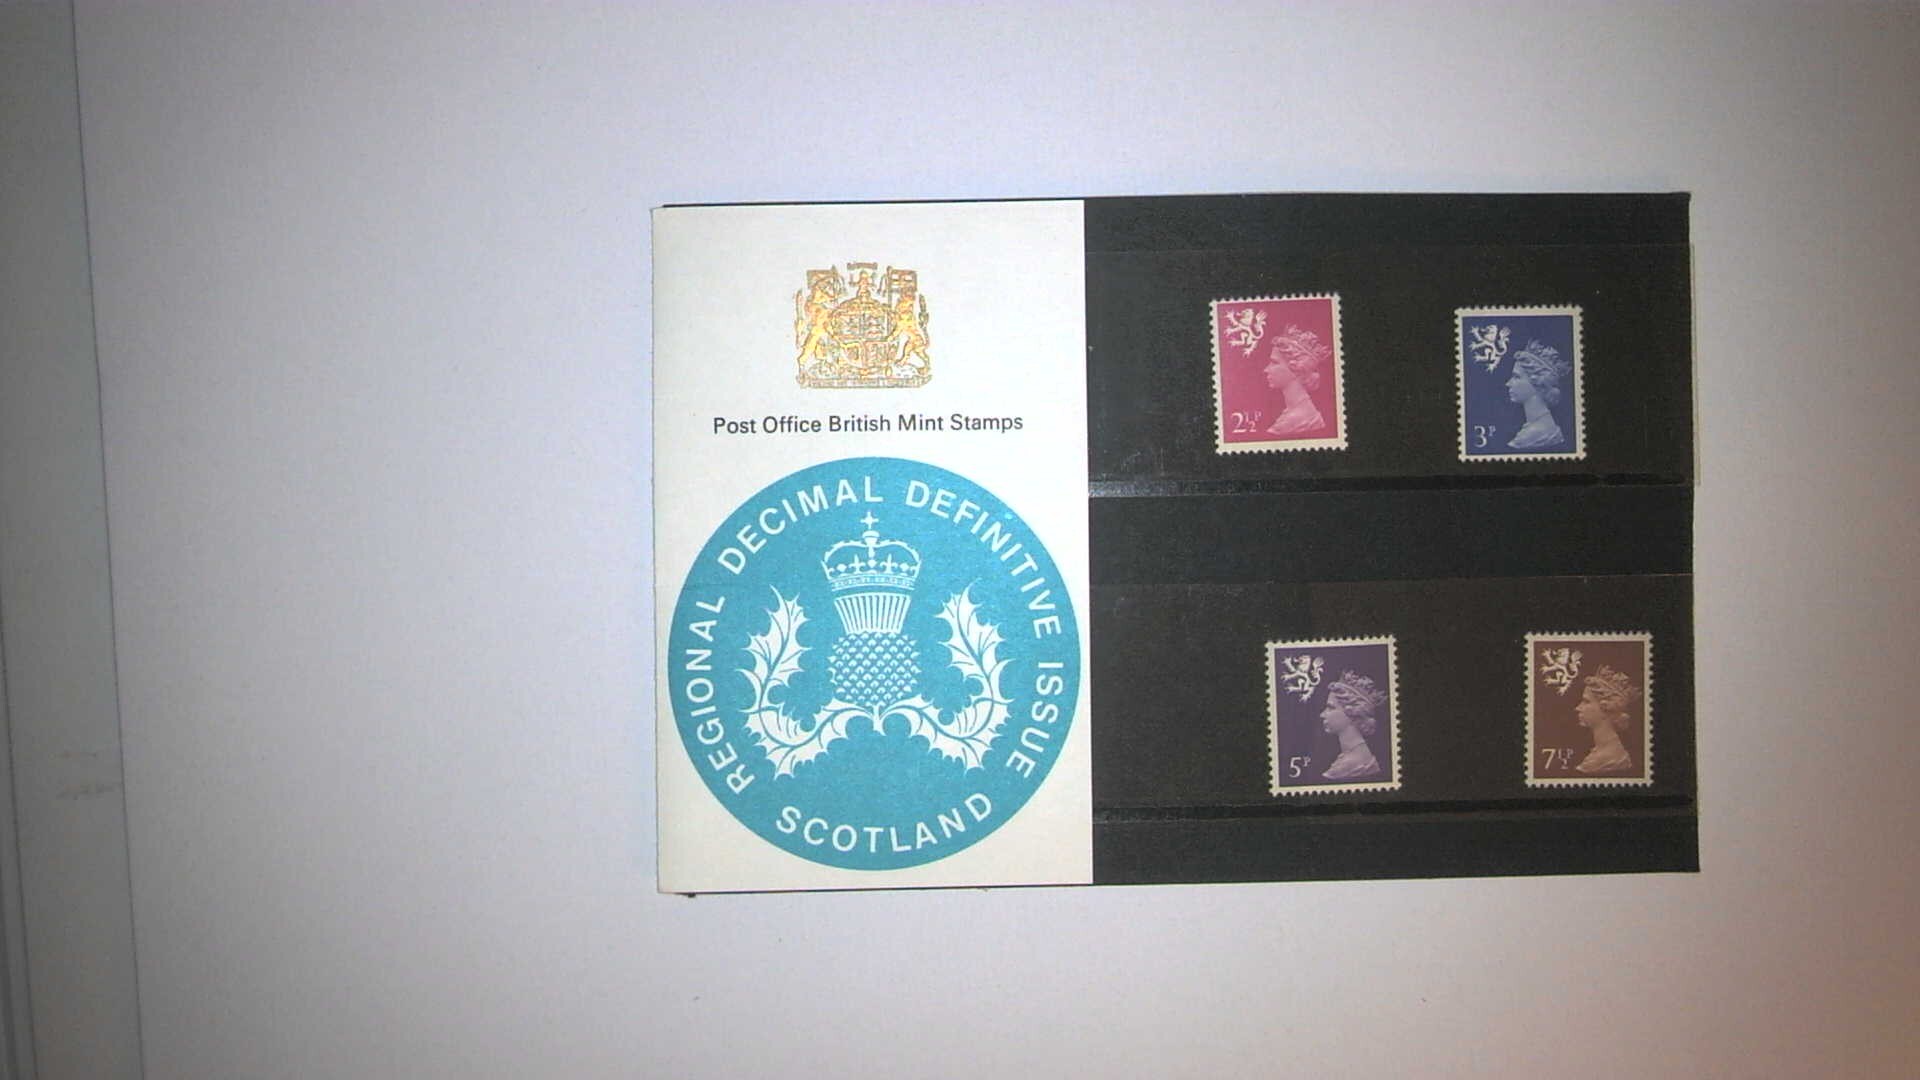 Post Office British Mint Stamps
REGIONAL DECIMAL DEFINITIVE ISSUE
SCOTLAND
2½P
3P
5P
7½P